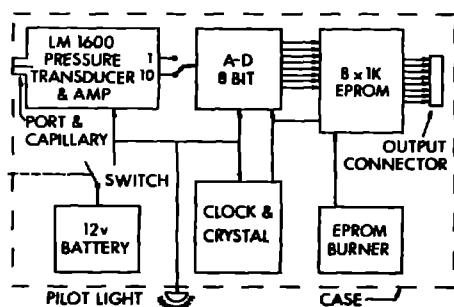 LM 1600
PRESSURE
TRANSDUCER
& AMP
1
10
A-D
8 BIT
8 x 1K
EPROM
PORT &
CAPILLARY
OUTPUT
CONNECTOR
SWITCH
12v
BATTERY
CLOCK &
CRYSTAL
EPROM
BURNER
PILOT LIGHT
CASE